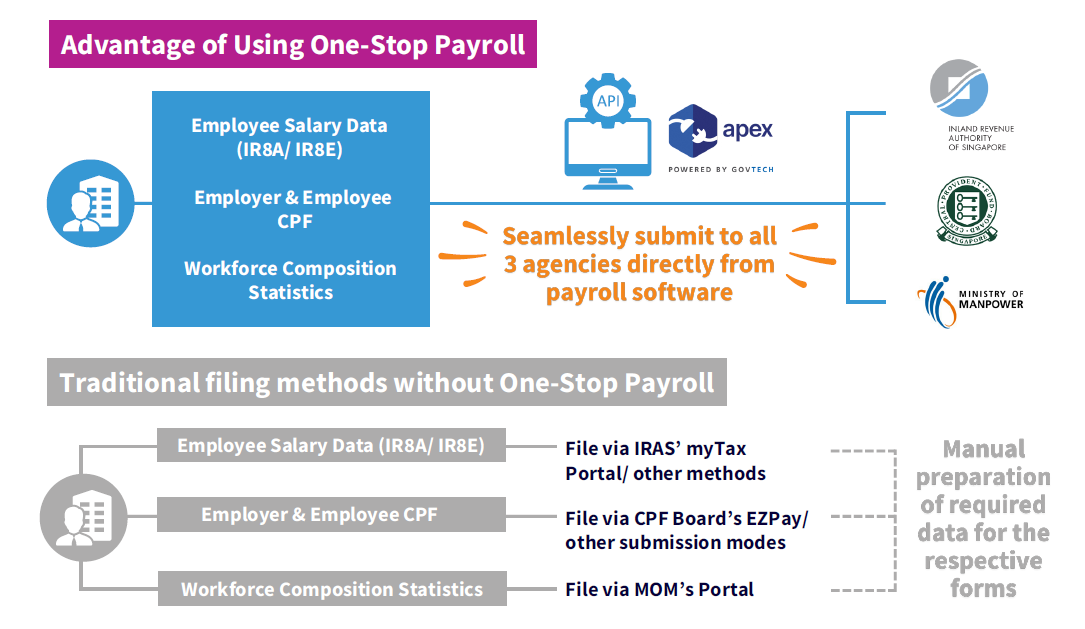 Advantage of Using One-Stop Payroll
Employee Salary Data
(IR8A/ IR8E)
Employer & Employee
CPF
Workforce Composition
Statistics
API
apex
POWERED BY GOVTECH
Seamlessly submit to all
3 agencies directly from
payroll software
INLAND REVENUE
AUTHORITY
OF SINGAPORE
CENTRAL PROVIDENT FUND BOARD
SINGAPORE
MINISTRY OF
MANPOWER
Traditional filing methods without One-Stop Payroll
Employee Salary Data (IR8A/ IR8E)
File via IRAS’ myTax
Portal/ other methods
Employer & Employee CPF
File via CPF Board’s EZPay/
other submission modes
Workforce Composition Statistics
File via MOM’s Portal
Manual
preparation
of required
data for the
respective
forms